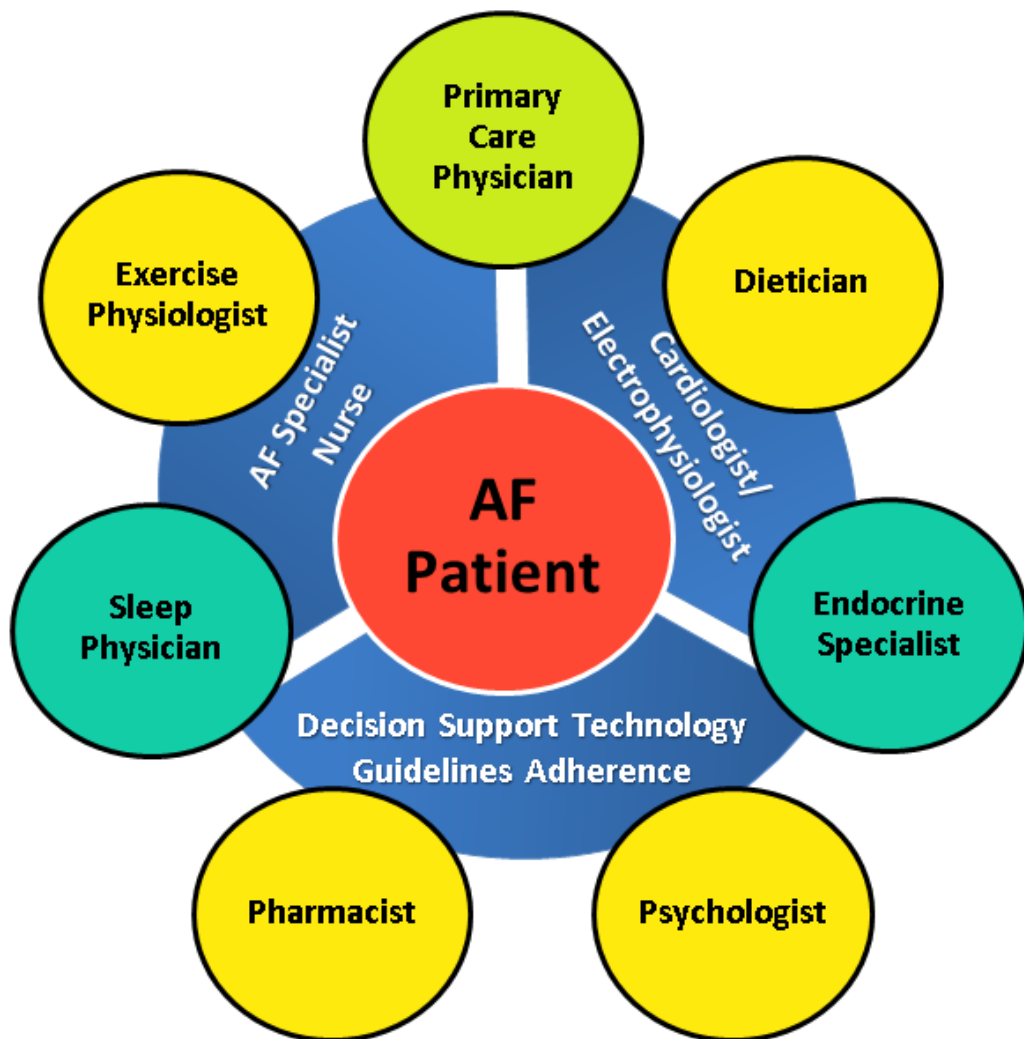 Primary
Care
Physician
Exercise
Physiologist
Dietician
AF Specialist
Nurse
Cardiologist/
Electrophysiologist
AF
Patient
Sleep
Physician
Endocrine
Specialist
Decision Support Technology
Guidelines Adherence
Pharmacist
Psychologist